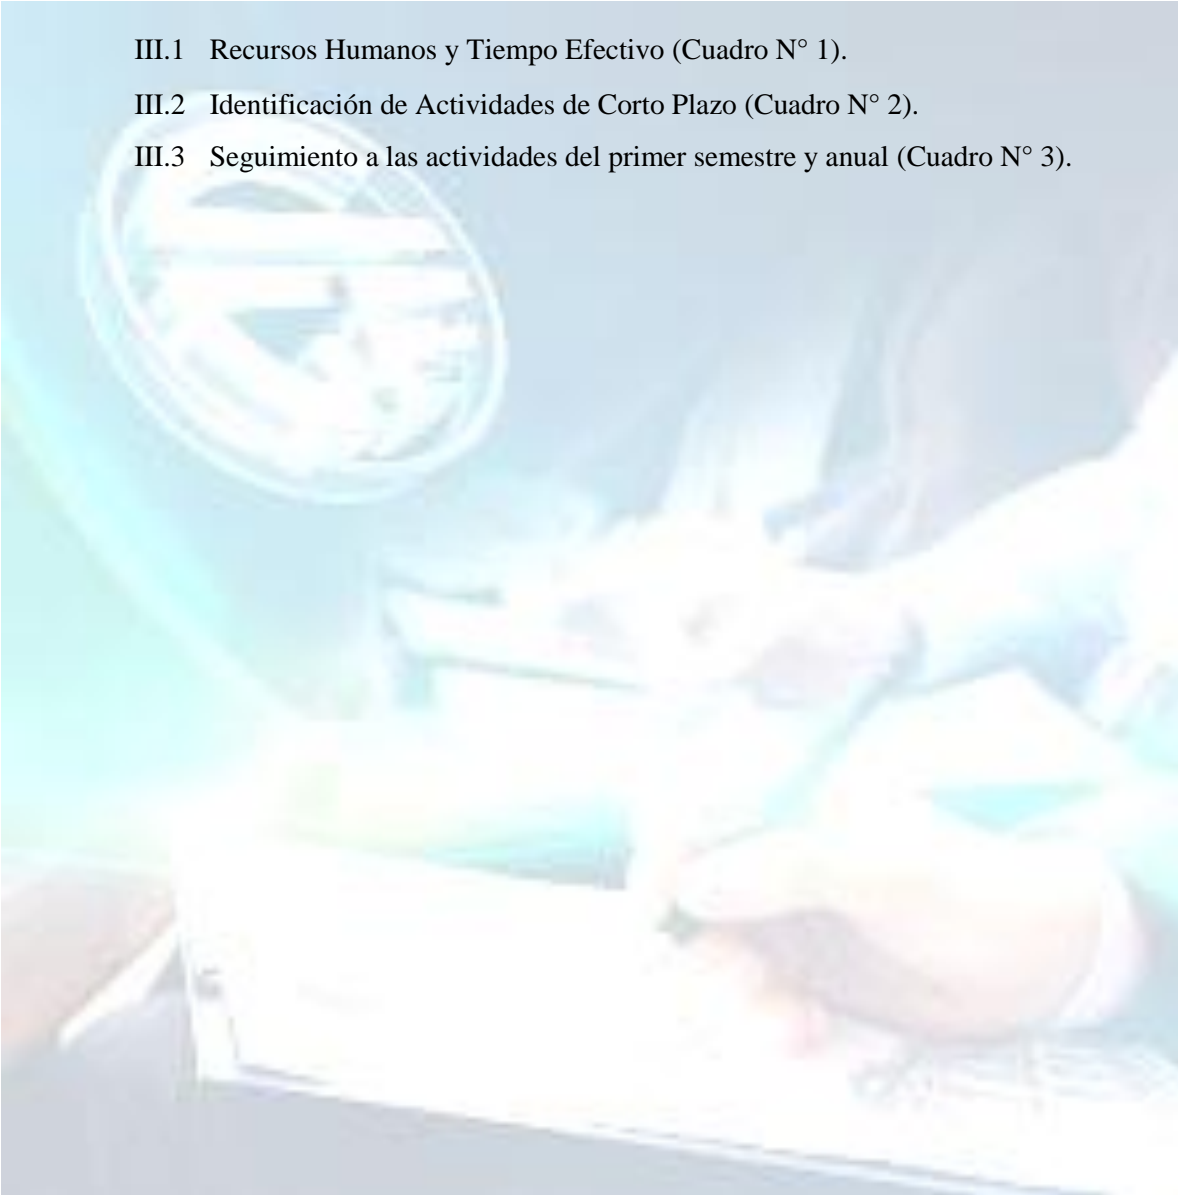 III.1 Recursos Humanos y Tiempo Efectivo (Cuadro N° 1).
III.2 Identificación de Actividades de Corto Plazo (Cuadro N° 2).
III.3 Seguimiento a las actividades del primer semestre y anual (Cuadro N° 3).